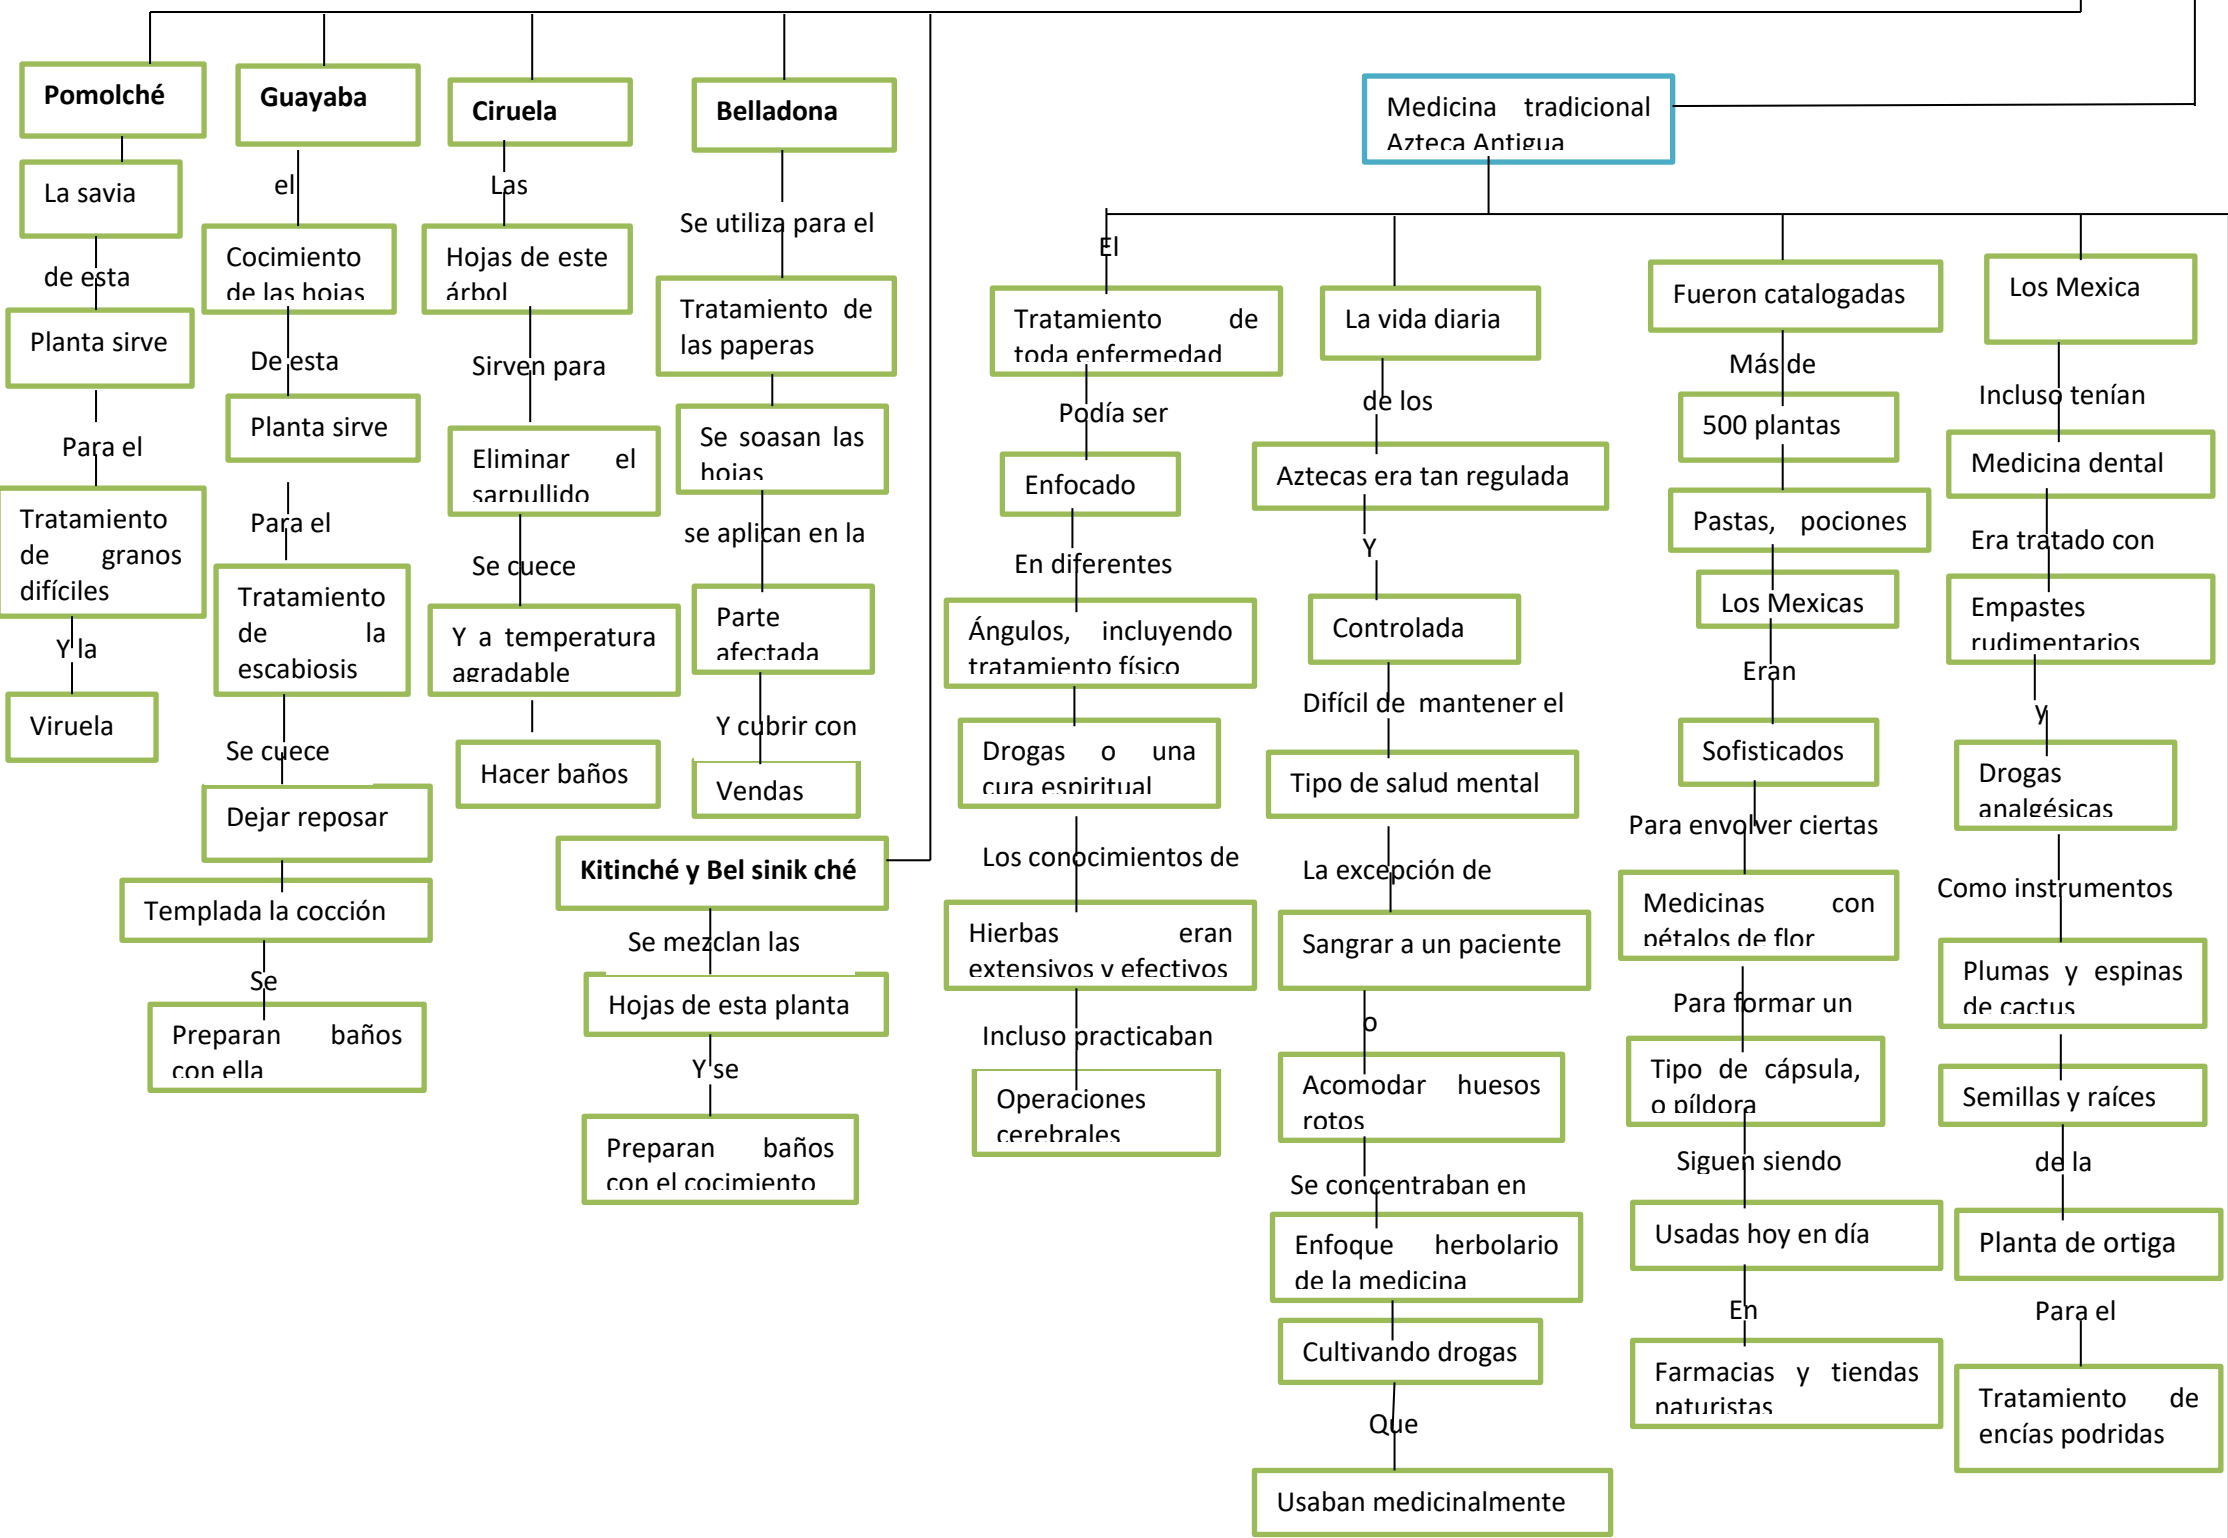 Pomolché
La savia
de esta
Planta sirve
Para el
Tratamiento
de granos
difíciles
Y la
Viruela
Guayaba
el
Cocimiento
de las hojas
De esta
Planta sirve
Para el
Tratamiento
de la
escabiosis
Se cuece
Dejar reposar
Templada la cocción
Se
Preparan baños
con ella
Ciruela
Las
Hojas de este
árbol
Sirven para
Eliminar el
sarpullido
Se cuece
Y a temperatura
agradable
Hacer baños
Belladona
Se utiliza para el
Tratamiento de
las paperas
Se soasan las
hojas
se aplican en la
Parte
afectada
Y cubrir con
Vendas
Kitinché y Bel sinik ché
Se mezclan las
Hojas de esta planta
Y se
Preparan baños
con el cocimiento
Medicina tradicional
Azteca Antigua
El
Tratamiento de
toda enfermedad
Podía ser
Enfocado
En diferentes
Ángulos, incluyendo
tratamiento físico
Drogas o una
cura espiritual
Los conocimientos de
Hierbas eran
extensivos y efectivos
Incluso practicaban
Operaciones
cerebrales
La vida diaria
de los
Aztecas era tan regulada
Y
Controlada
Difícil de mantener el
Tipo de salud mental
La excepción de
Sangrar a un paciente
o
Acomodar huesos
rotos
Se concentraban en
Enfoque herbolario
de la medicina
Cultivando drogas
Que
Usaban medicinalmente
Fueron catalogadas
Más de
500 plantas
Pastas, pociones
Los Mexicas
Eran
Sofisticados
Para envolver ciertas
Medicinas con
pétalos de flor
Para formar un
Tipo de cápsula,
o píldora
Siguen siendo
Usadas hoy en día
En
Farmacias y tiendas
naturistas
Los Mexica
Incluso tenían
Medicina dental
Era tratado con
Empastes
rudimentarios
y
Drogas
analgésicas
Como instrumentos
Plumas y espinas
de cactus
Semillas y raíces
de la
Planta de ortiga
Para el
Tratamiento de
encías podridas